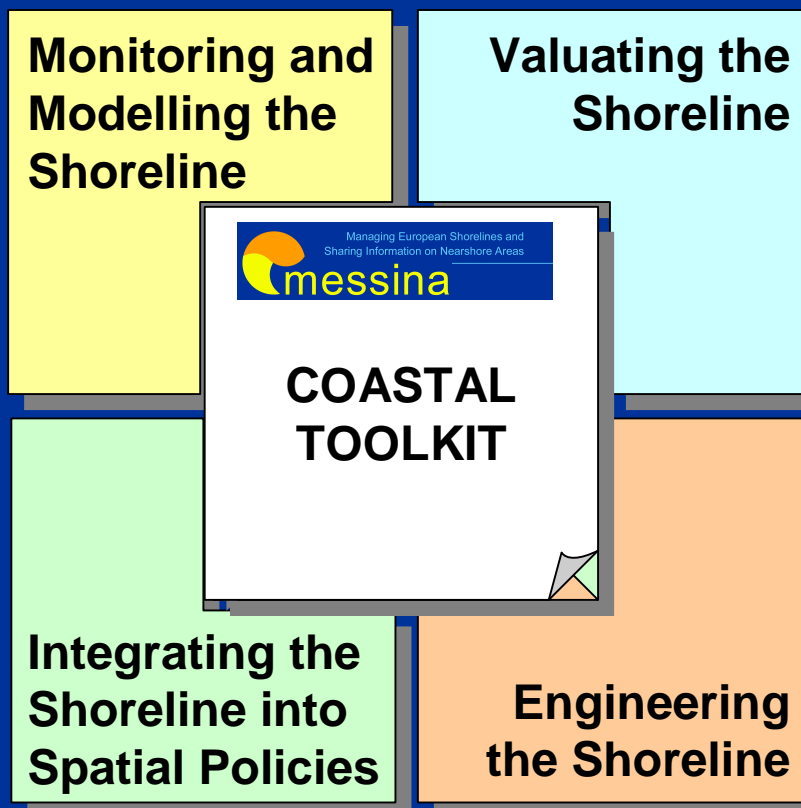 Monitoring and
Modelling the
Shoreline
Valuating the
Shoreline
Managing European Shorelines and
Sharing Information on Nearshore Areas
messina
COASTAL
TOOLKIT
Integrating the
Shoreline into
Spatial Policies
Engineering
the Shoreline